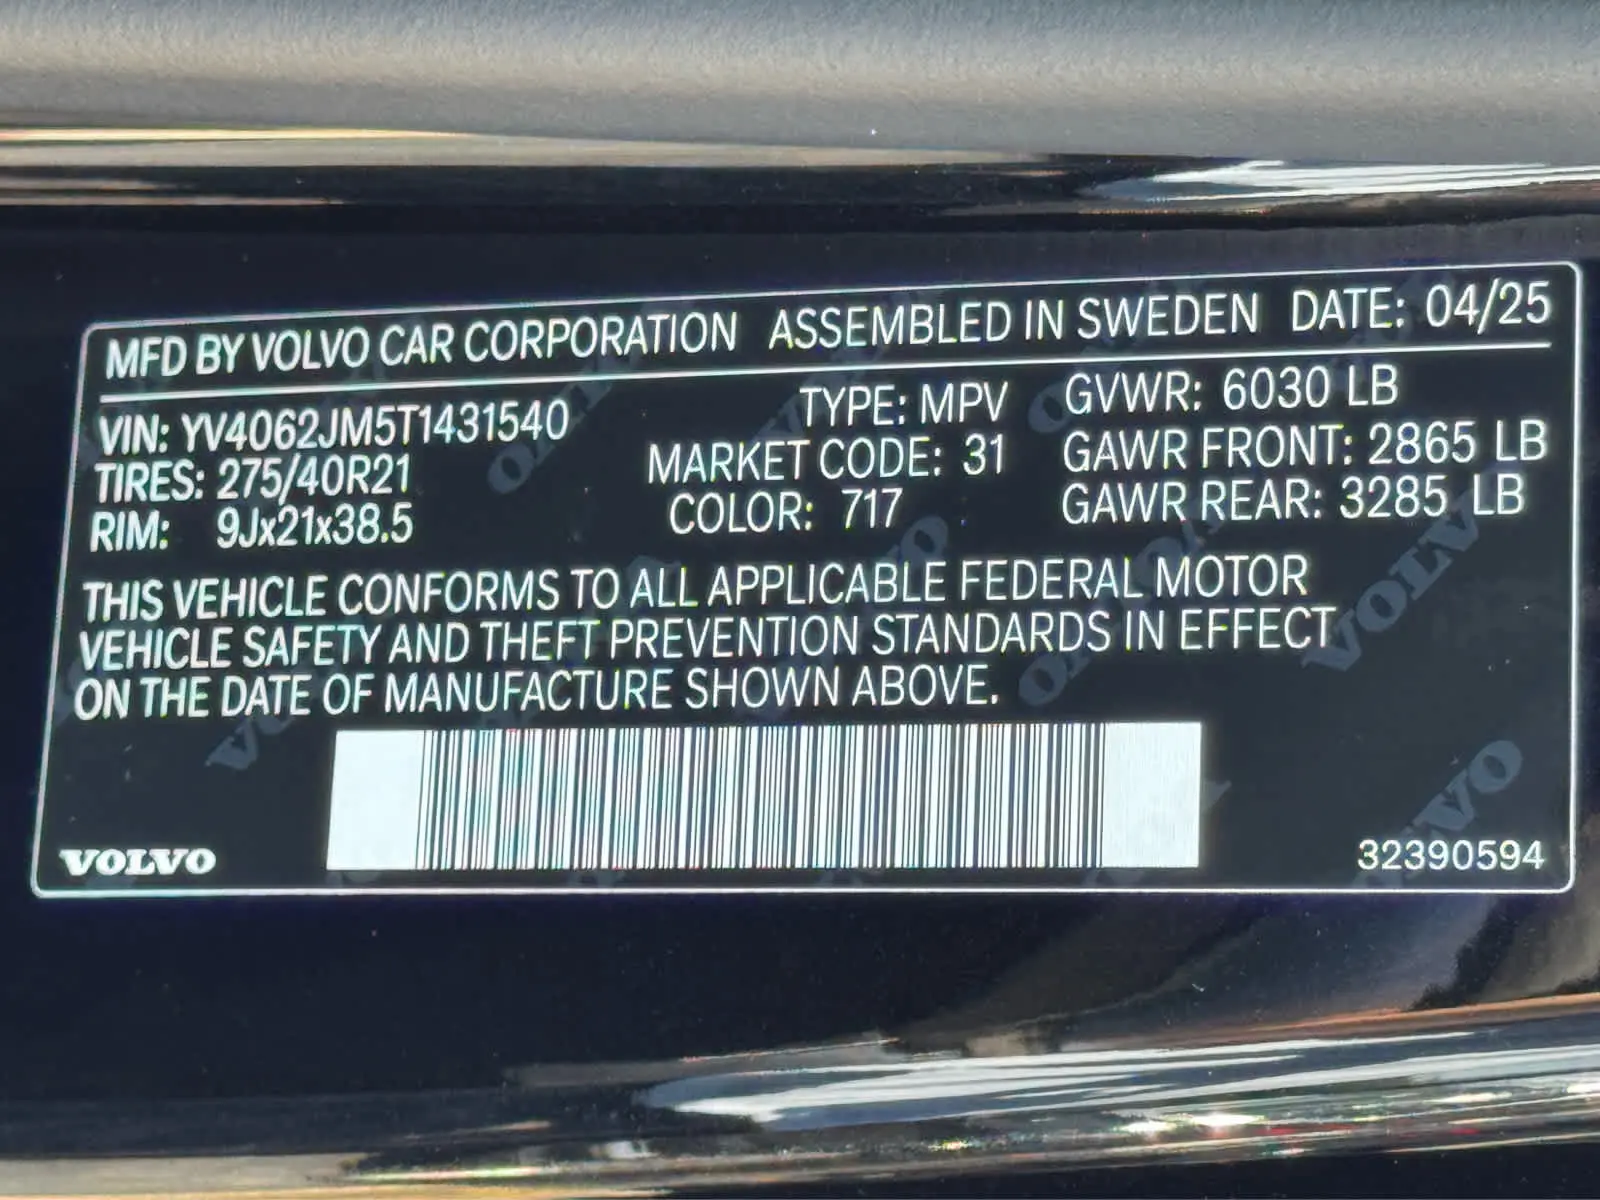 MFD BY VOLVO CAR CORPORATION ASSEMBLED IN SWEDEN DATE: 04/25
VIN: YV4062JM5T1431540 TYPE: MPV GVWR: 6030 LB
TIRES: 275/40R21 MARKET CODE: 31 GAWR FRONT: 2865 LB
RIM: 9Jx21x38.5 COLOR: 717 GAWR REAR: 3285 LB
THIS VEHICLE CONFORMS TO ALL APPLICABLE FEDERAL MOTOR
VEHICLE SAFETY AND THEFT PREVENTION STANDARDS IN EFFECT
ON THE DATE OF MANUFACTURE SHOWN ABOVE.
VOLVO 32390594